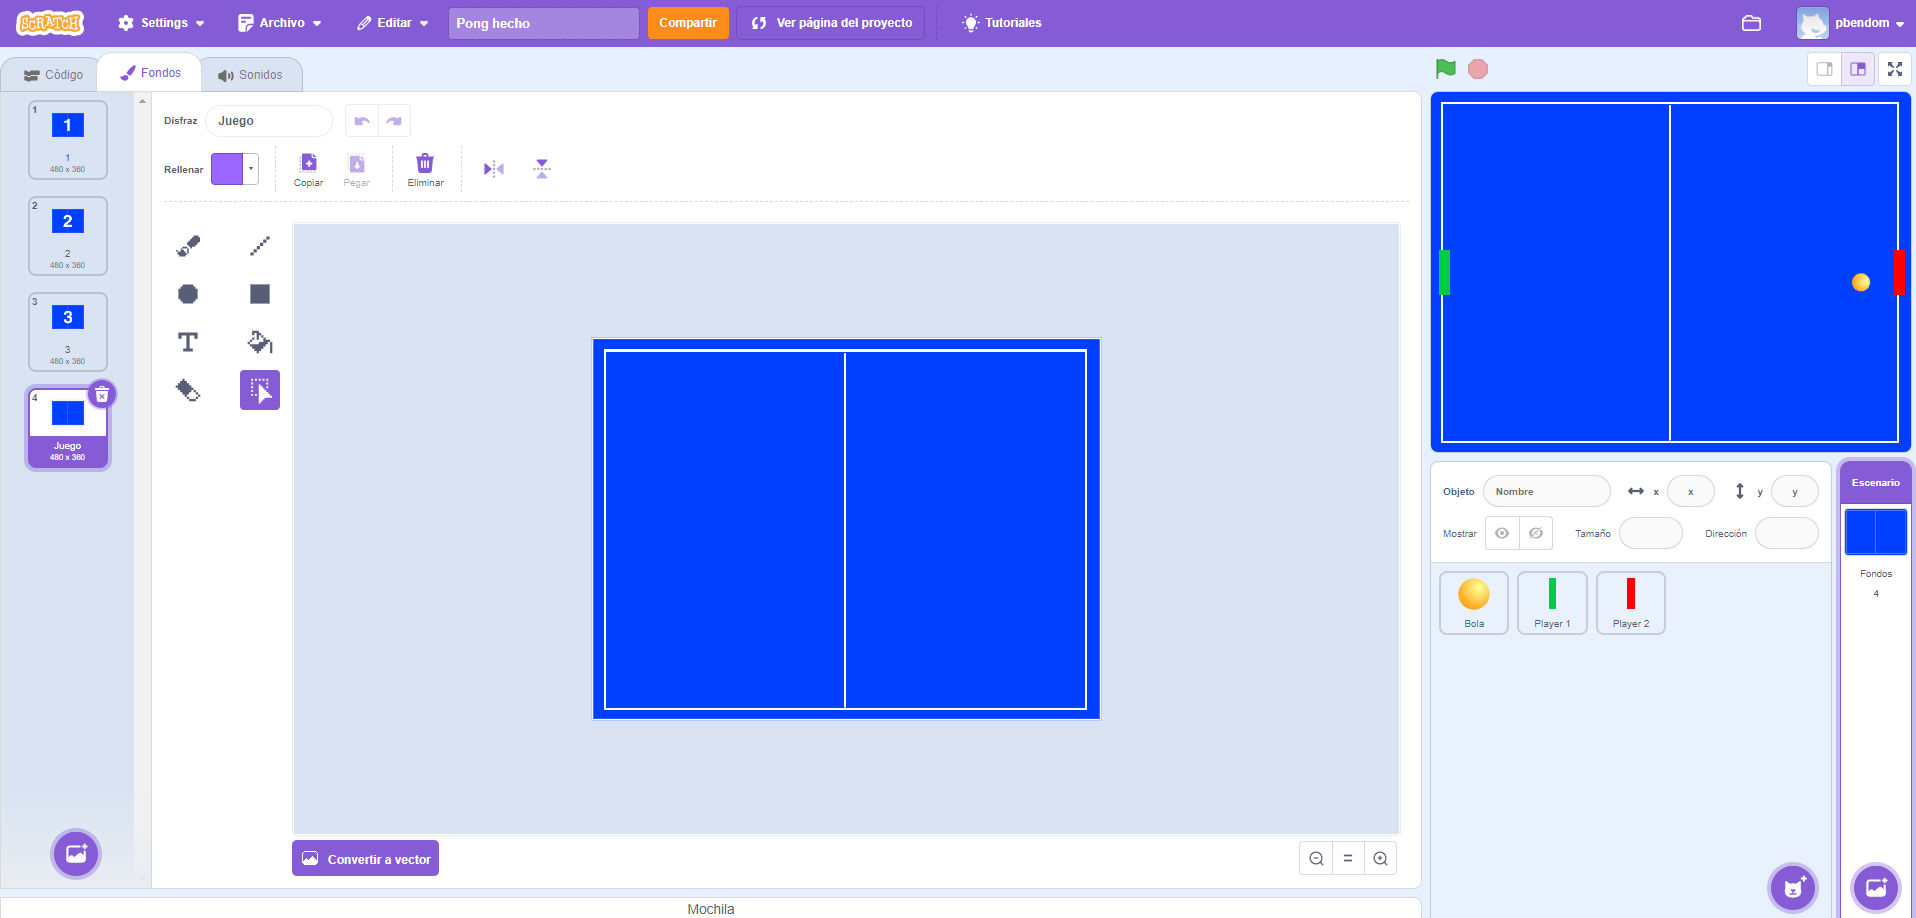 SCRATCH
Settings
Archivo
Editar
Pong hecho
Compartir
Ver página del proyecto
Tutoriales
pbendom
Código
Fondos
Sonidos
1
1
1
480 x 360
2
2
2
480 x 360
3
3
3
480 x 360
4
Juego
480 x 360
Disfraz
Juego
Rellenar
Copiar
Pegar
Eliminar
T
Convertir a vector
=
Mochila
Objeto
Nombre
x
x
y
y
Mostrar
Tamaño
Dirección
Bola
Player 1
Player 2
Escenario
Fondos
4